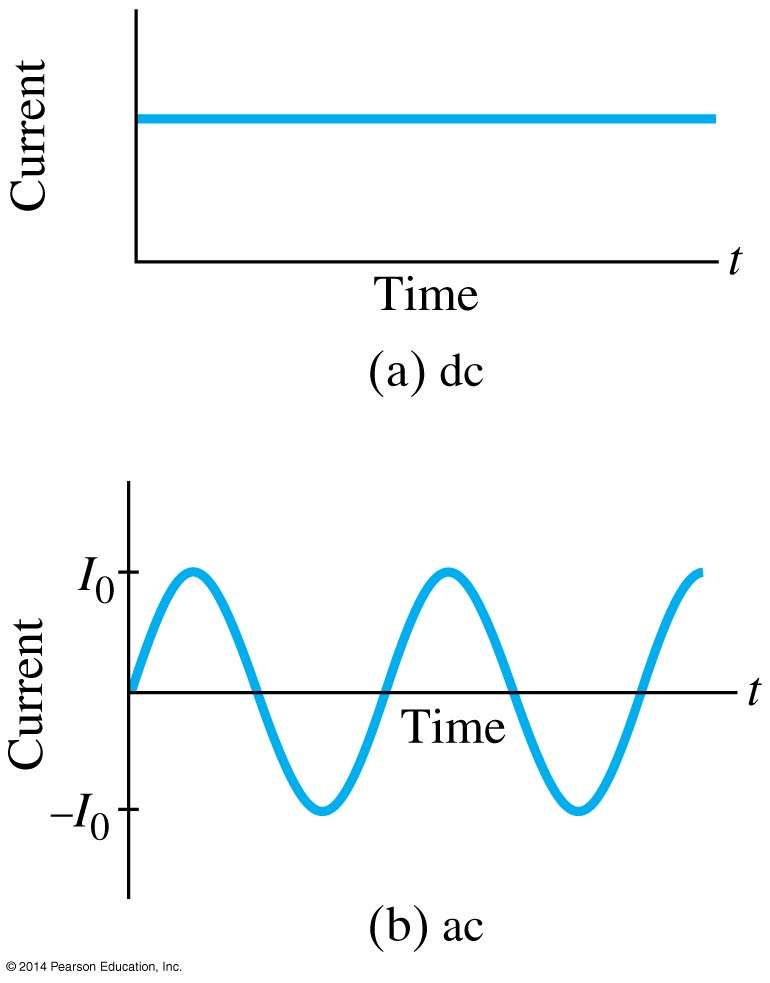 Current
t
Time
(a) dc
I0
Current
t
Time
–I0
(b) ac
© 2014 Pearson Education, Inc.